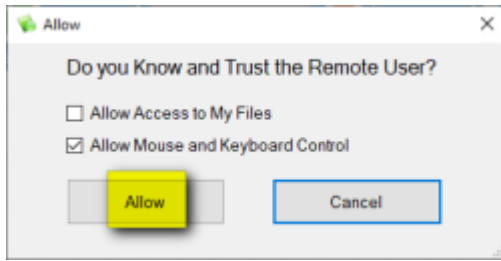 Allow
Do you Know and Trust the Remote User?
Allow Access to My Files
Allow Mouse and Keyboard Control
Allow Cancel